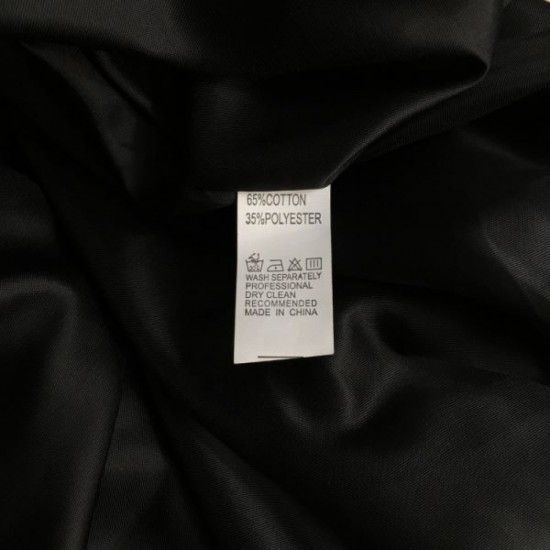 65%COTTON
35%POLYESTER
WASH SEPARATELY
PROFESSIONAL
DRY CLEAN
RECOMMENDED
MADE IN CHINA